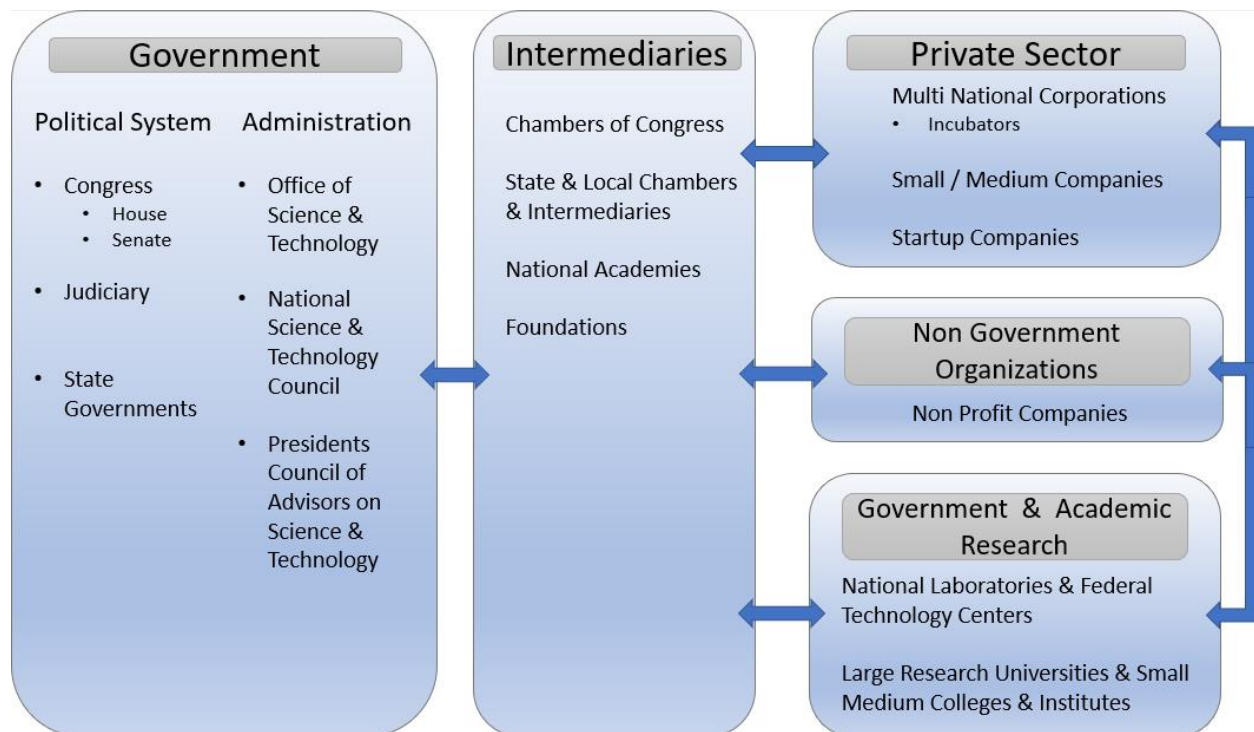 Government
Political System
• Congress
• House
• Senate
• Judiciary
• State
Governments
Administration
• Office of
Science &
Technology
• National
Science &
Technology
Council
• Presidents
Council of
Advisors on
Science &
Technology
Intermediaries
Chambers of Congress
State & Local Chambers
& Intermediaries
National Academies
Foundations
Private Sector
Multi National Corporations
• Incubators
Small / Medium Companies
Startup Companies
Non Government
Organizations
Non Profit Companies
Government & Academic
Research
National Laboratories & Federal
Technology Centers
Large Research Universities & Small
Medium Colleges & Institutes